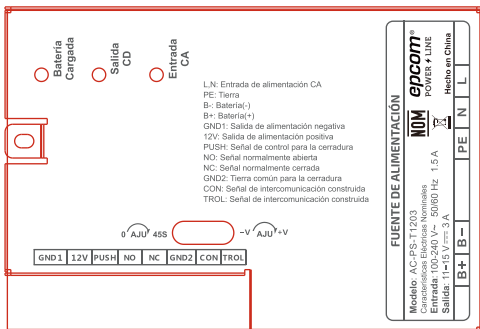 Batería
Cargada
Salida
CD
Entrada
CA
L,N: Entrada de alimentación CA
PE: Tierra
B-: Batería(-)
B+: Batería(+)
GND1: Salida de alimentación negativa
12V: Salida de alimentación positiva
PUSH: Señal de control para la cerradura
NO: Señal normalmente abierta
NC: Señal normalmente cerrada
GND2: Tierra común para la cerradura
CON: Señal de intercomunicación construida
TROL: Señal de intercomunicación construida
0 AJU 45S
−V AJU +V
GND1 12V PUSH NO NC GND2 CON TROL
FUENTE DE ALIMENTACIÓN
Modelo: AC-PS-T1203
Características Eléctricas Nominales
Entrada: 100-240 V~ 50/60 Hz 1.5 A
Salida: 11-15 V⎓ 3 A
NOM
epcom®
POWER LINE
Hecho en China
B+ B− PE N L